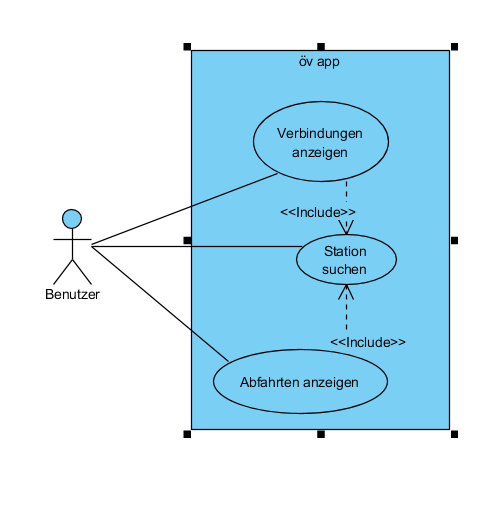 öv app
Verbindungen
anzeigen
<<Include>>
Station
suchen
Benutzer
<<Include>>
Abfahrten anzeigen